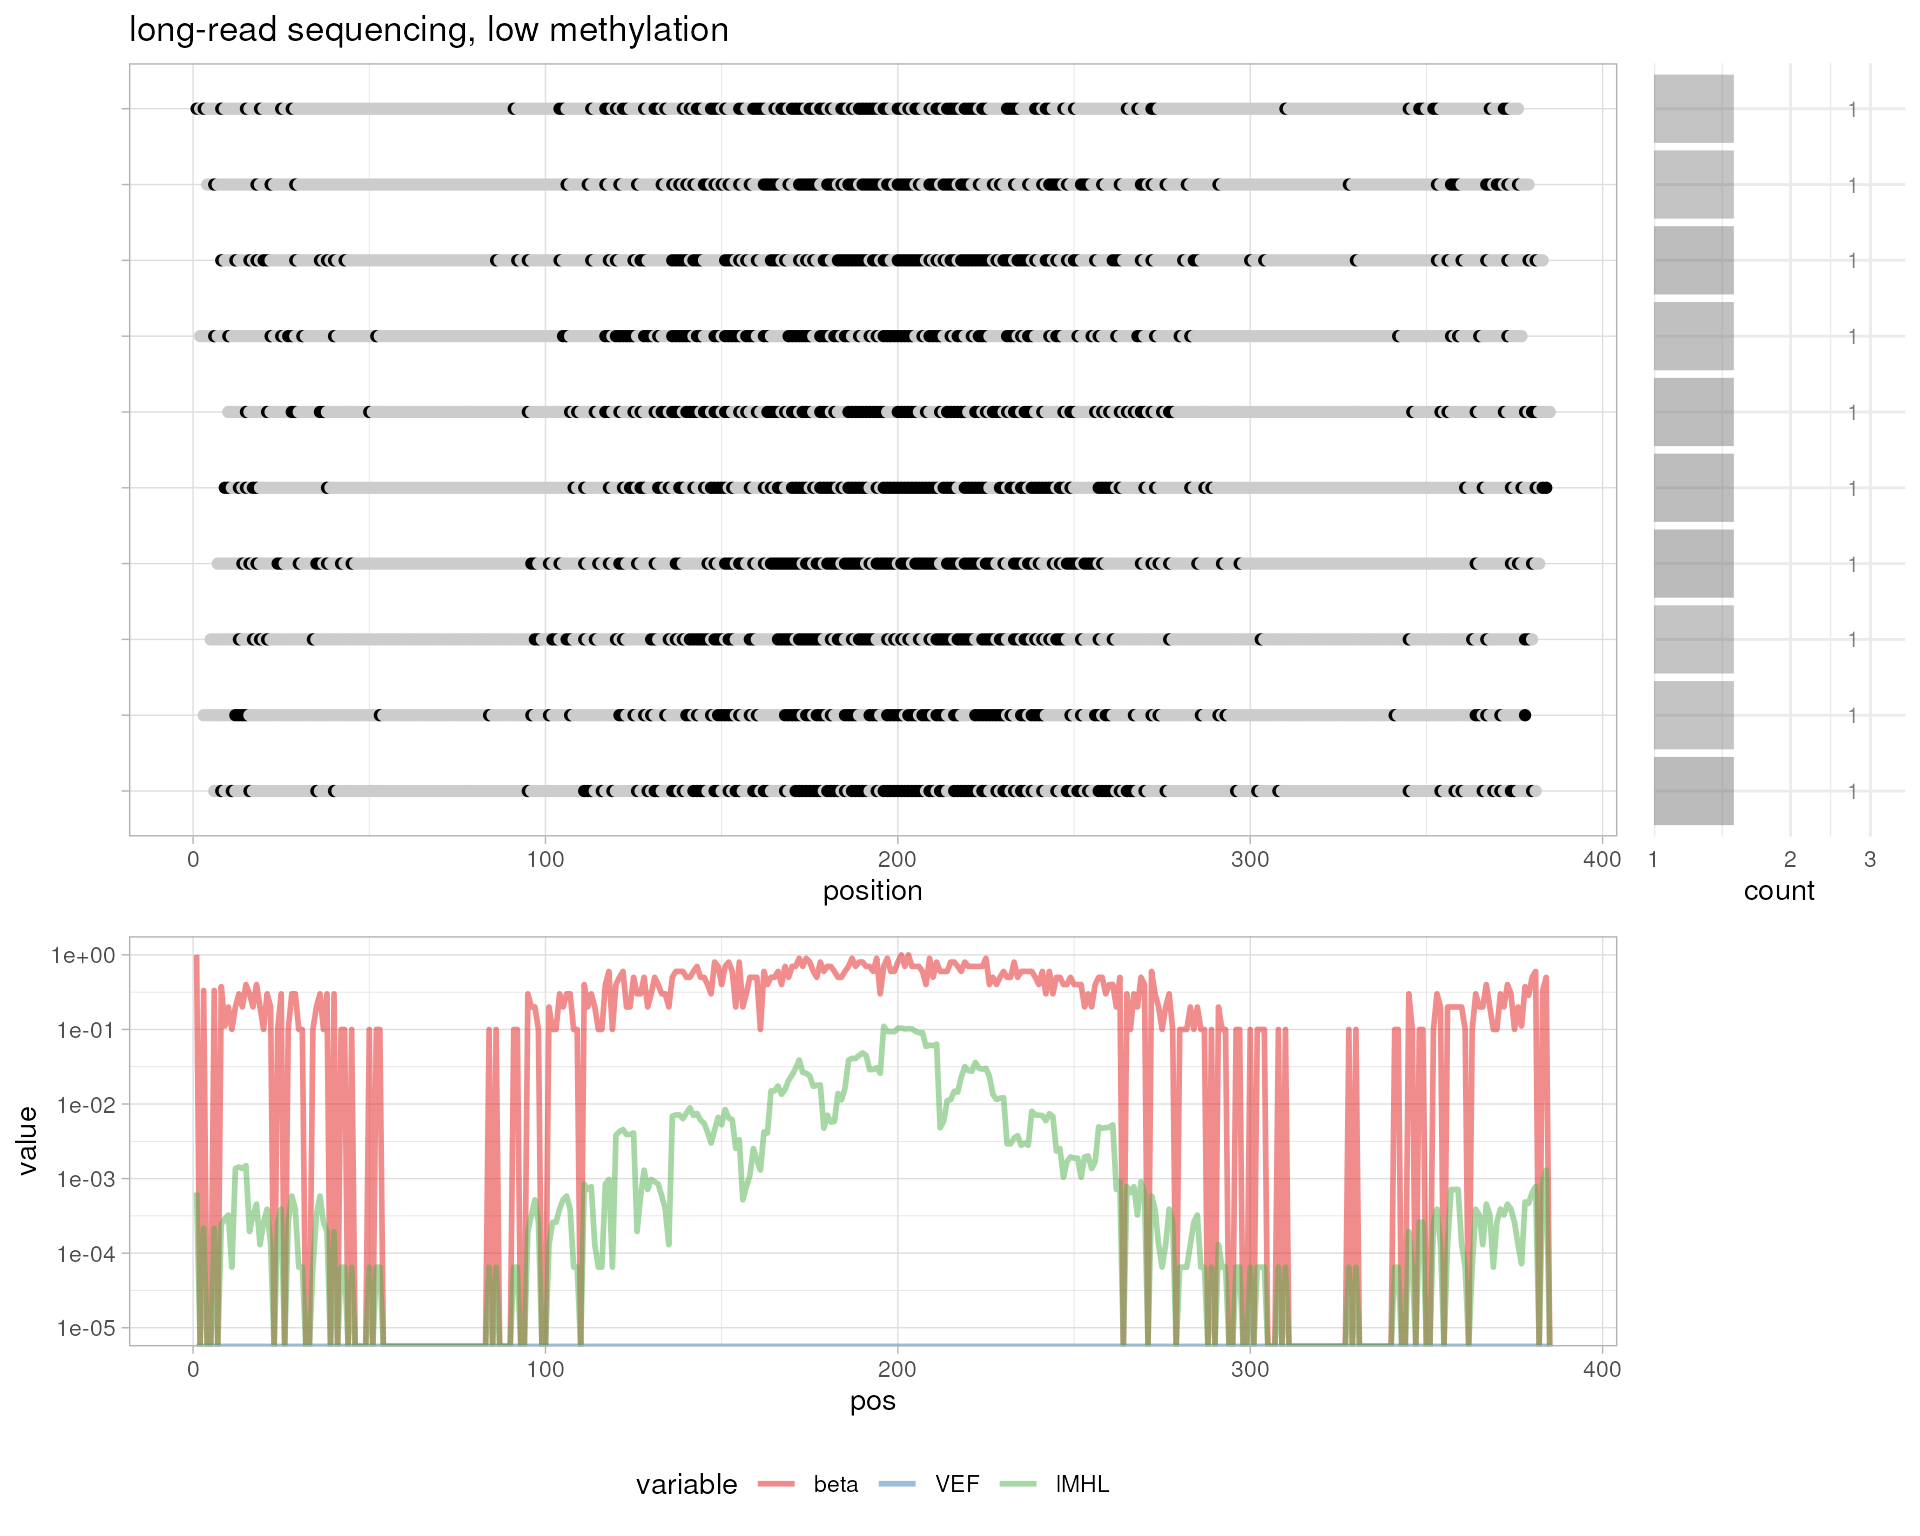 long-read sequencing, low methylation
1
1
1
1
1
1
1
1
1
1
0 100 200 300 400 1 2 3
position count
1e+00
1e-01
1e-02
1e-03
1e-04
1e-05
value
0 100 200 300 400
pos
variable beta VEF lMHL